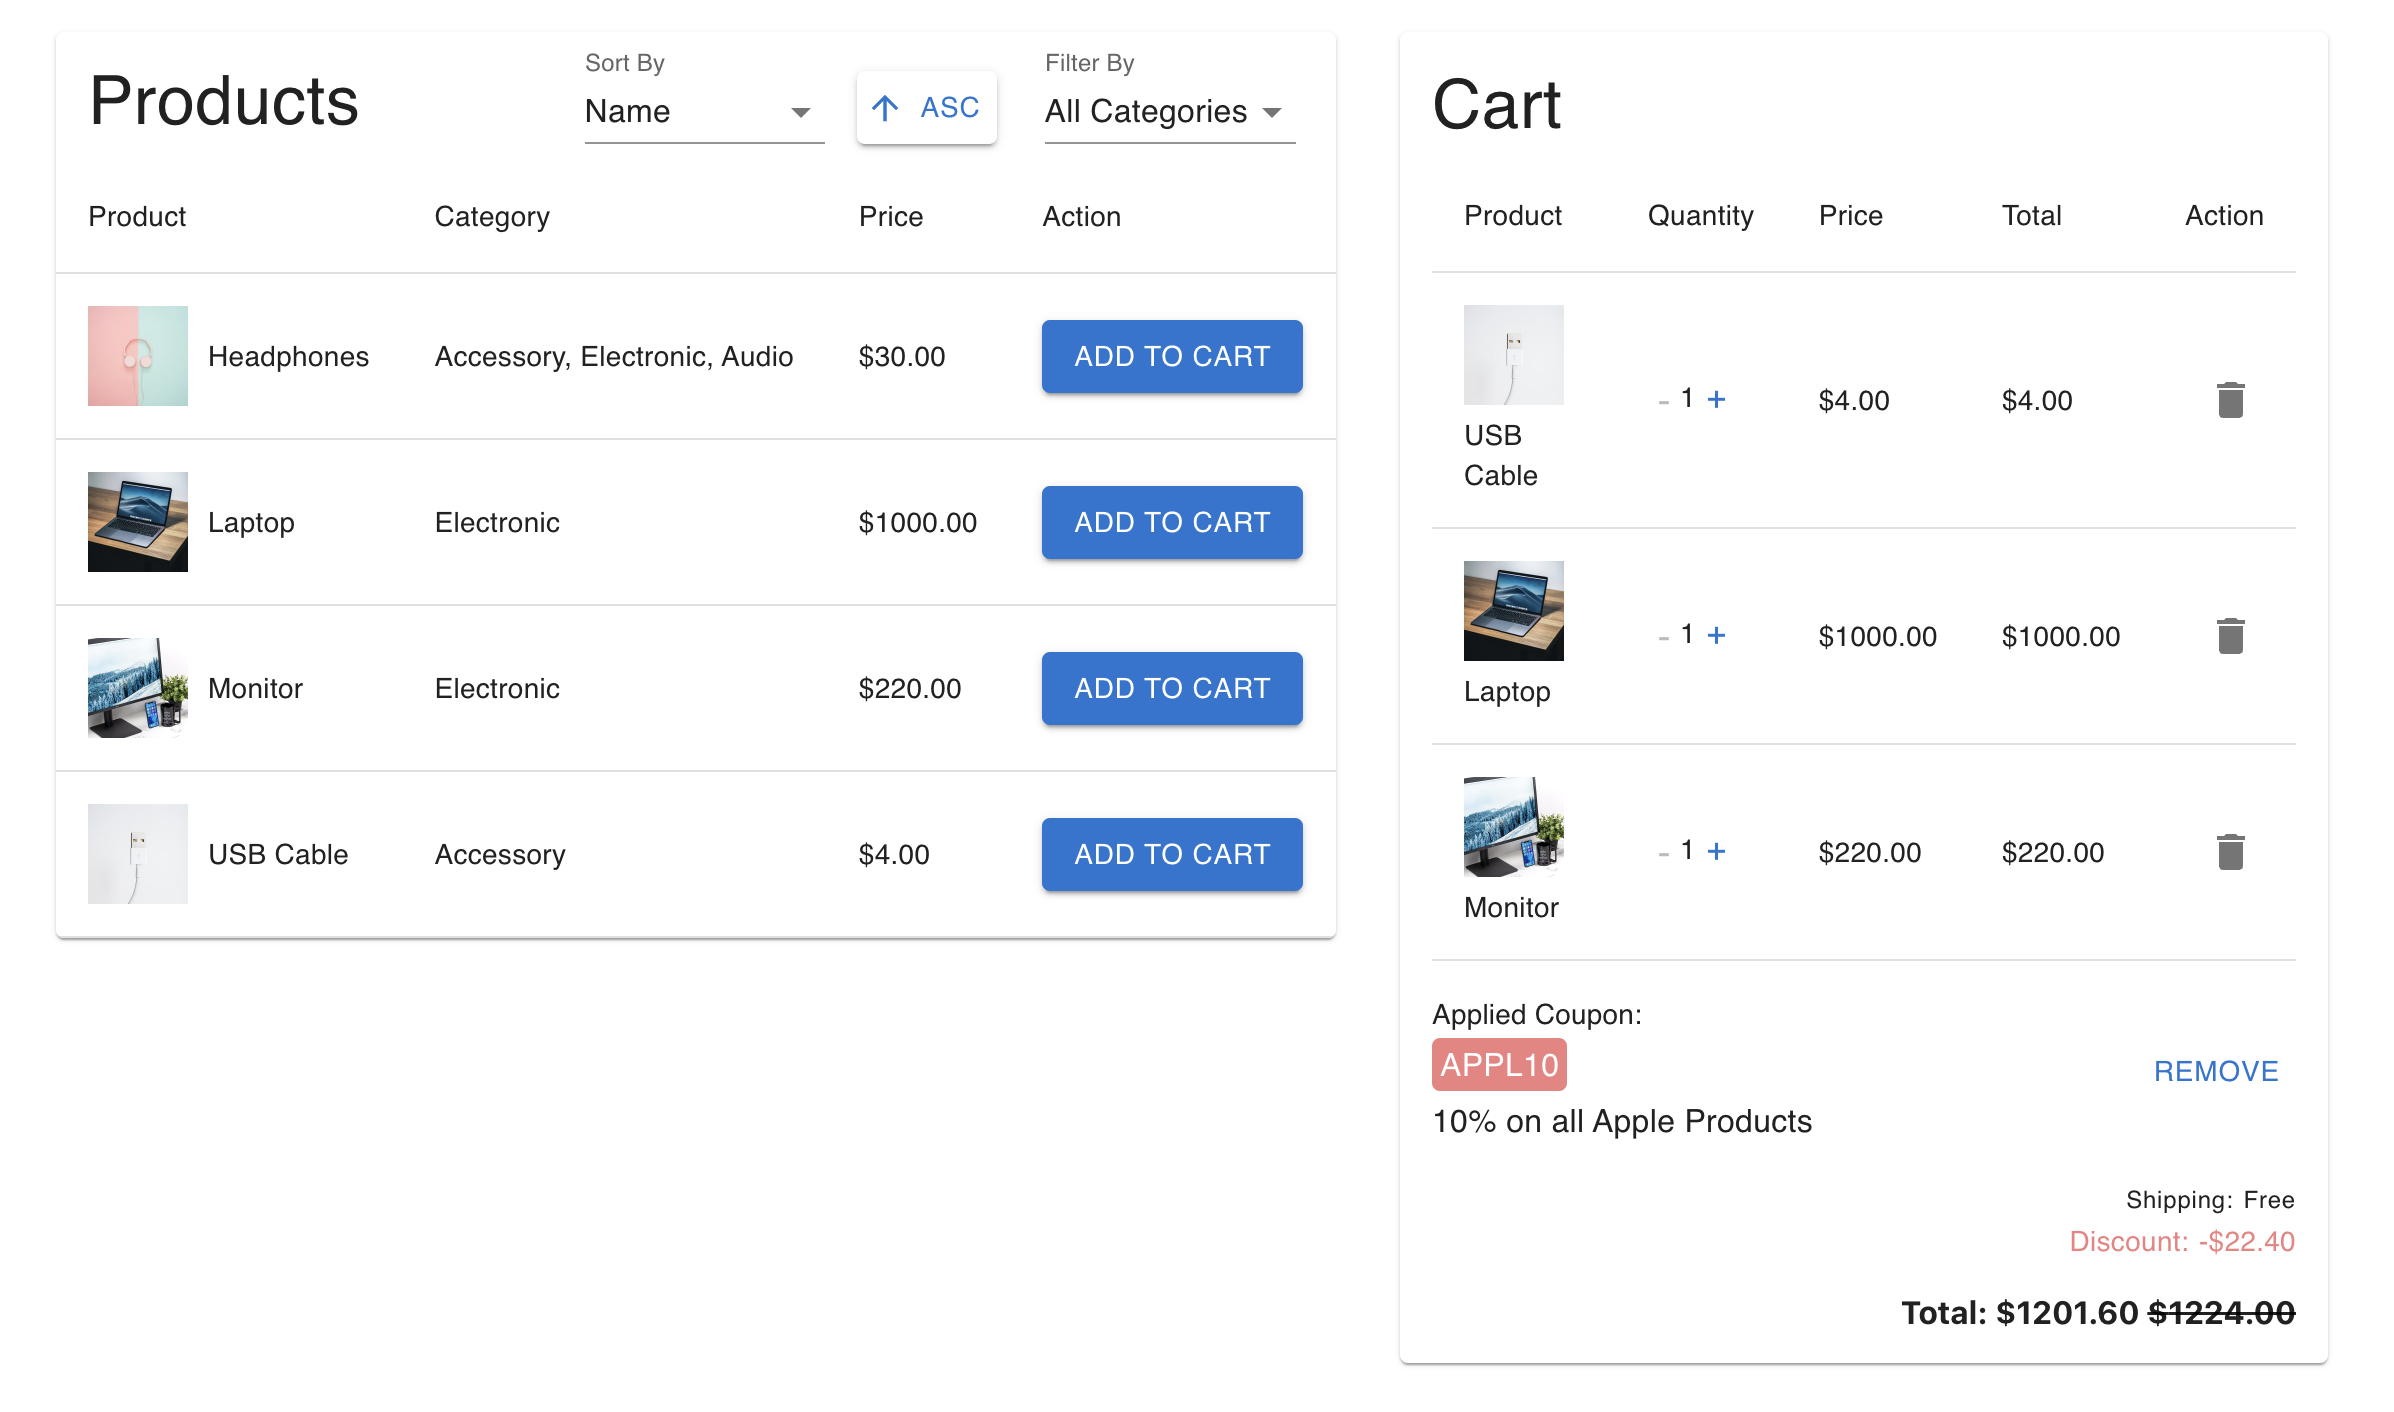 Products
Sort By
Name
ASC
Filter By
All Categories
Product Category Price Action
Headphones Accessory, Electronic, Audio $30.00 ADD TO CART
Laptop Electronic $1000.00 ADD TO CART
Monitor Electronic $220.00 ADD TO CART
USB Cable Accessory $4.00 ADD TO CART
Cart
Product Quantity Price Total Action
- 1 + $4.00 $4.00
USB
Cable
- 1 + $1000.00 $1000.00
Laptop
- 1 + $220.00 $220.00
Monitor
Applied Coupon:
APPL10
REMOVE
10% on all Apple Products
Shipping: Free
Discount: -$22.40
Total: $1201.60 $1224.00